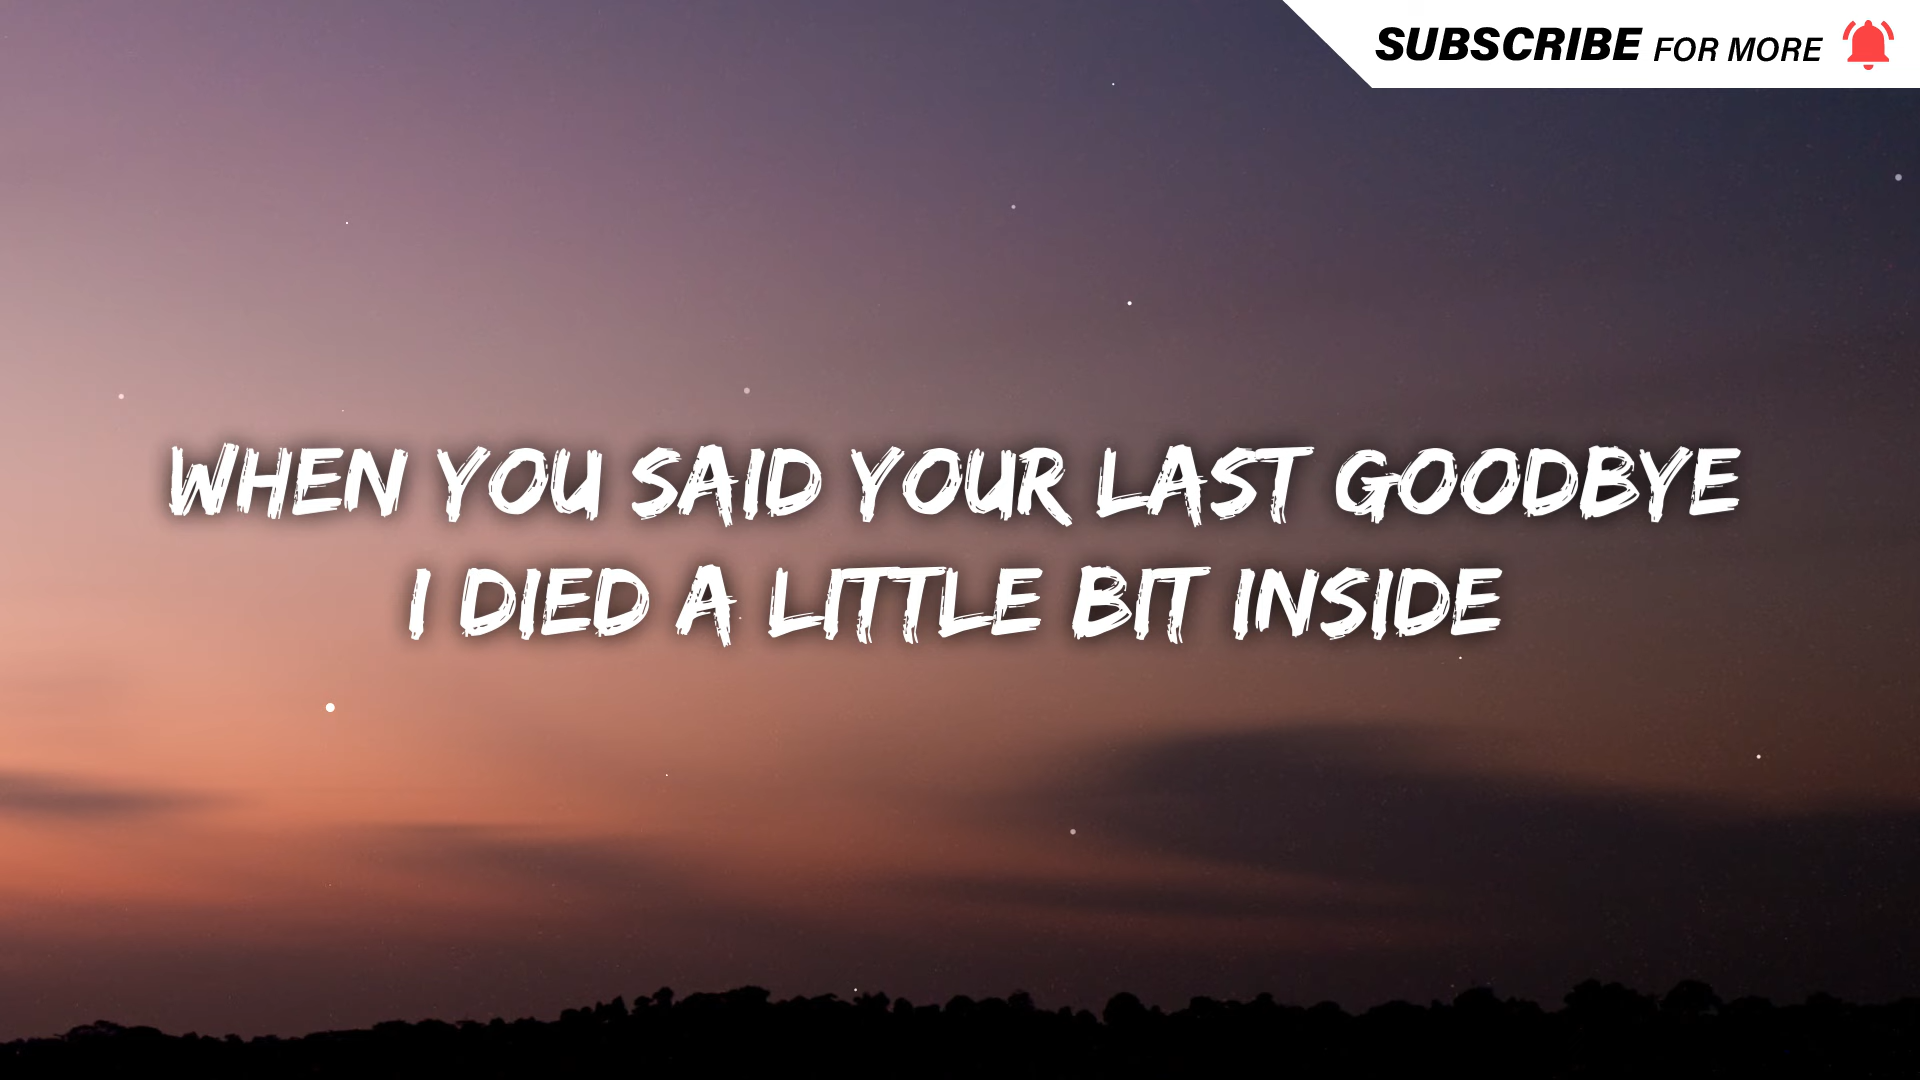 SUBSCRIBE FOR MORE
WHEN YOU SAID YOUR LAST GOODBYE
I DIED A LITTLE BIT INSIDE